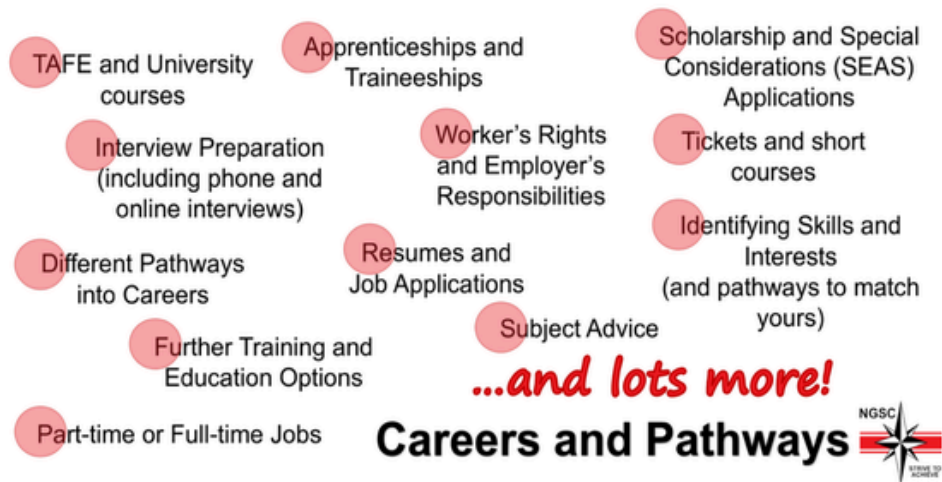 TAFE and University
courses
Apprenticeships and
Traineeships
Scholarship and Special
Considerations (SEAS)
Applications
Interview Preparation
(including phone and
online interviews)
Worker's Rights
and Employer's
Responsibilities
Tickets and short
courses
Different Pathways
into Careers
Resumes and
Job Applications
Identifying Skills and
Interests
(and pathways to match
yours)
Further Training and
Education Options
Subject Advice
...and lots more!
Part-time or Full-time Jobs
Careers and Pathways
NGSC
STRIVE TO
ACHIEVE